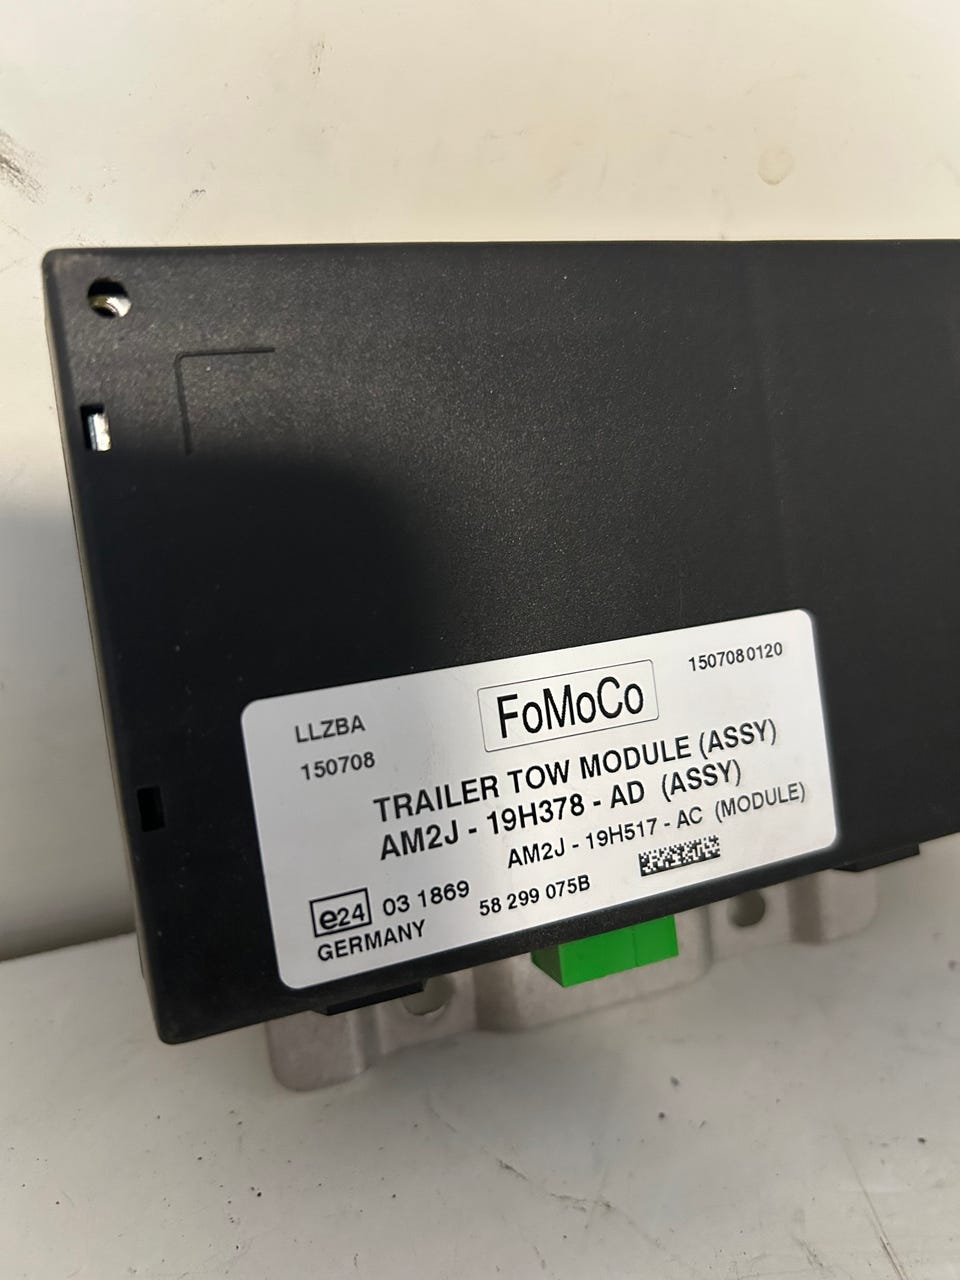 1507080120
LLZBA
FoMoCo
150708
TRAILER TOW MODULE (ASSY)
AM2J - 19H378 - AD (ASSY)
AM2J - 19H517 - AC (MODULE)
e24 03 1869
58 299 075B
GERMANY